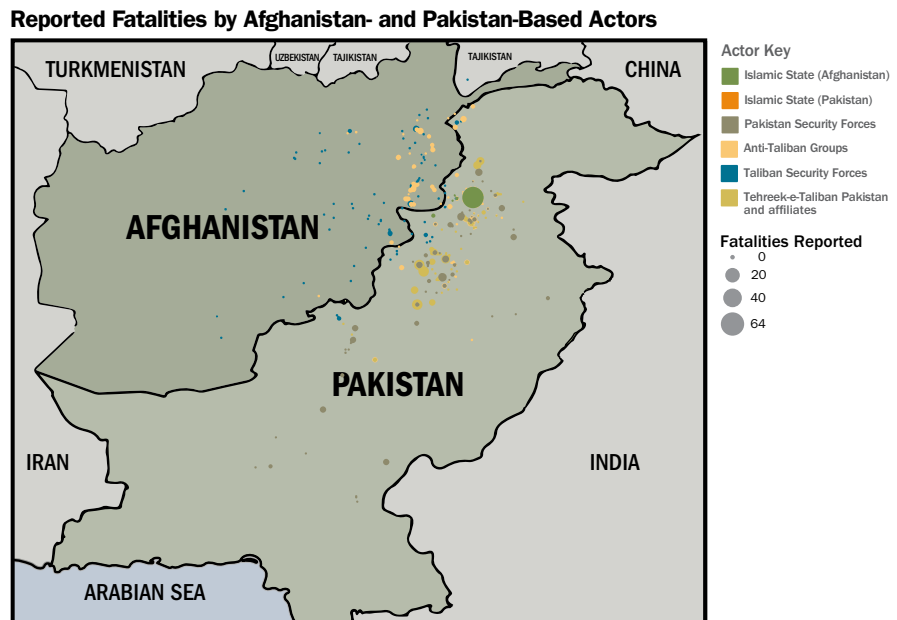 Reported Fatalities by Afghanistan- and Pakistan-Based Actors
TURKMENISTAN
UZBEKISTAN
TAJIKISTAN
TAJIKISTAN
CHINA
AFGHANISTAN
PAKISTAN
IRAN
INDIA
ARABIAN SEA
Actor Key
Islamic State (Afghanistan)
Islamic State (Pakistan)
Pakistan Security Forces
Anti-Taliban Groups
Taliban Security Forces
Tehreek-e-Taliban Pakistan
and affiliates
Fatalities Reported
0
20
40
64